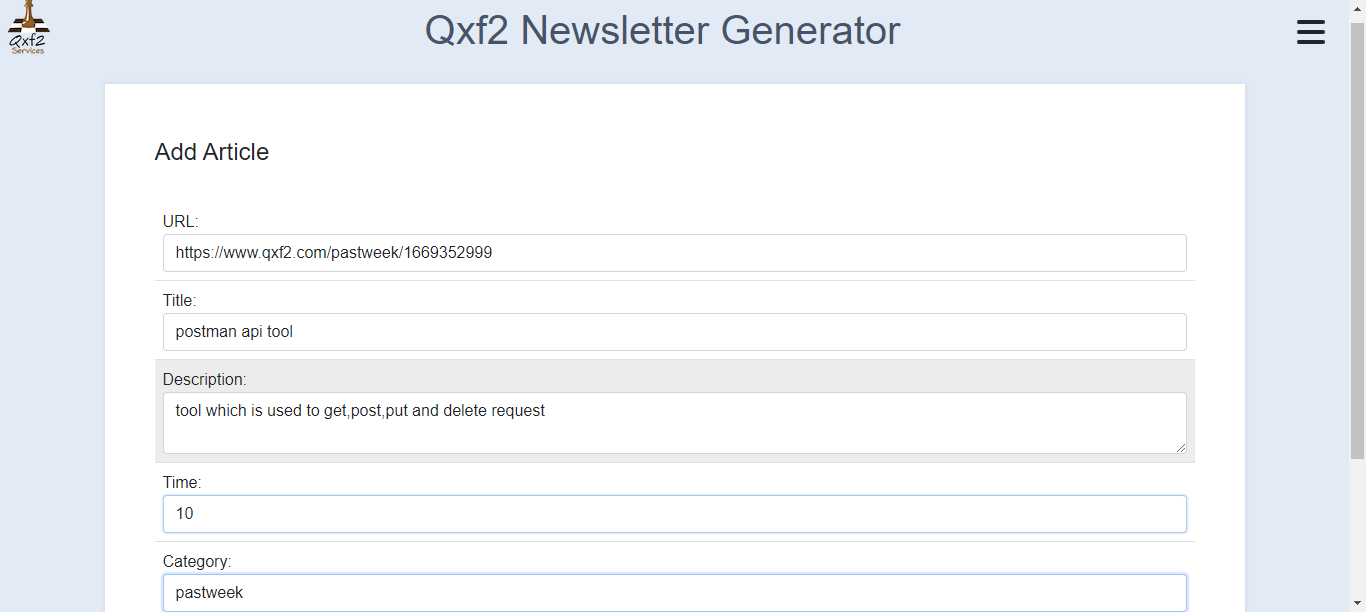 Qxf2
Services
Qxf2 Newsletter Generator
Add Article
URL:
https://www.qxf2.com/pastweek/1669352999
Title:
postman api tool
Description:
tool which is used to get,post,put and delete request
Time:
10
Category:
pastweek